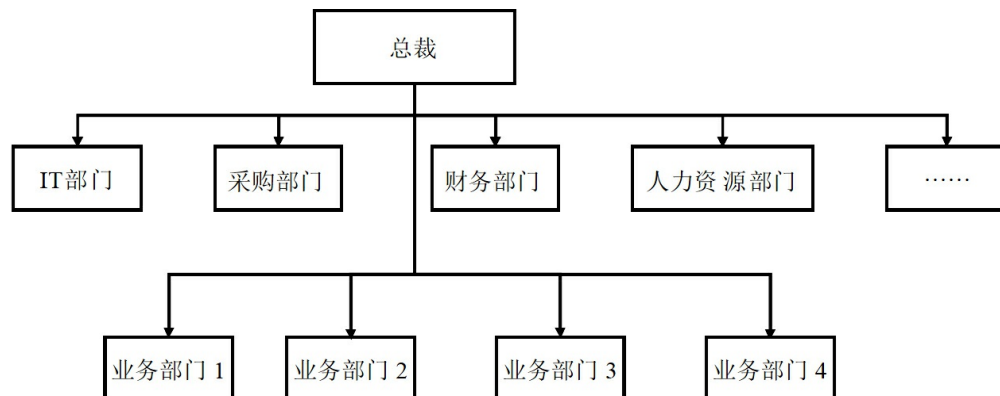 总裁
IT部门
采购部门
财务部门
人力资源部门
……
业务部门 1
业务部门 2
业务部门 3
业务部门 4